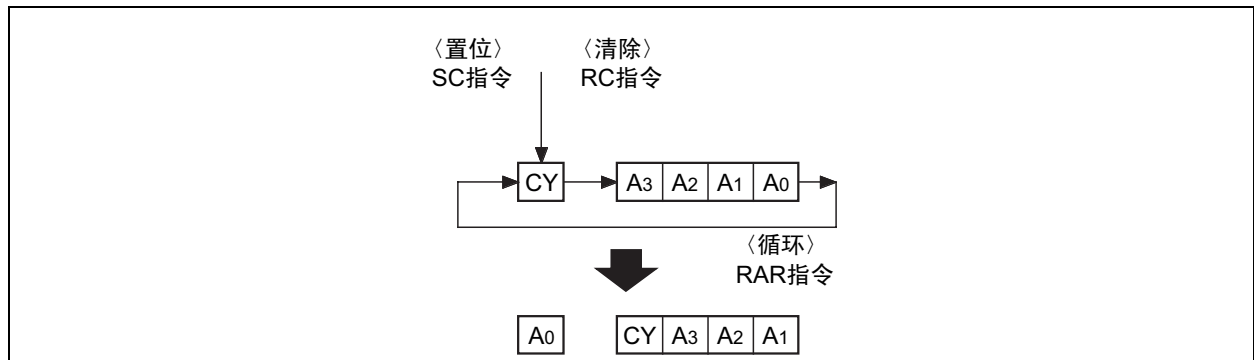 〈置位〉 〈清除〉
SC指令 RC指令
CY A3 A2 A1 A0
〈循环〉
RAR指令
A0 CY A3 A2 A1